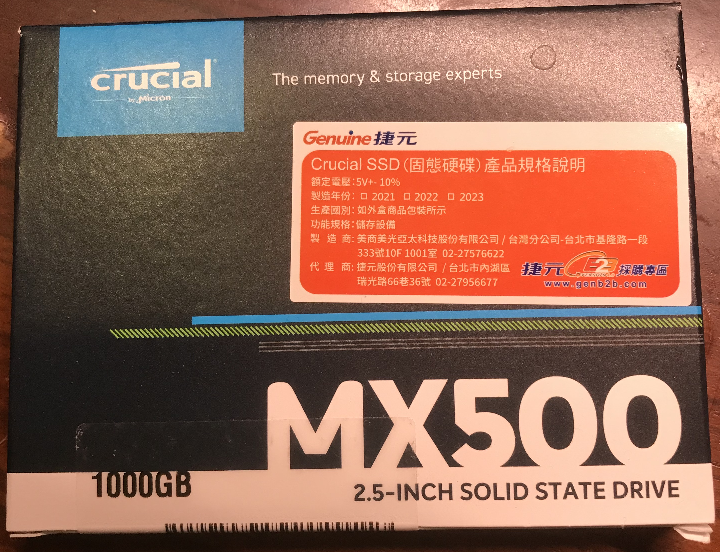 crucial
by Micron
The memory & storage experts
Genuine 捷元
Crucial SSD (固態硬碟) 產品規格說明
額定電壓:5V+- 10%
製造年份: □ 2021 □ 2022 □ 2023
生產國別: 如外盒商品包裝所示
功能規格: 儲存設備
製 造 商: 美商美光亞太科技股份有限公司 / 台灣分公司-台北市基隆路一段
333號10F 1001室 02-27576622
代 理 商: 捷元股份有限公司 / 台北市內湖區
瑞光路66巷36號 02-27956677
捷元 B2B 採購專區
www.genb2b.com
MX500
1000GB
2.5-INCH SOLID STATE DRIVE